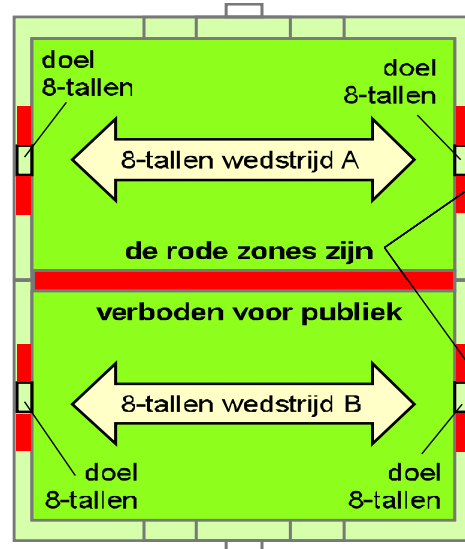 doel
8-tallen
doel
8-tallen
8-tallen wedstrijd A
de rode zones zijn
verboden voor publiek
8-tallen wedstrijd B
doel
8-tallen
doel
8-tallen